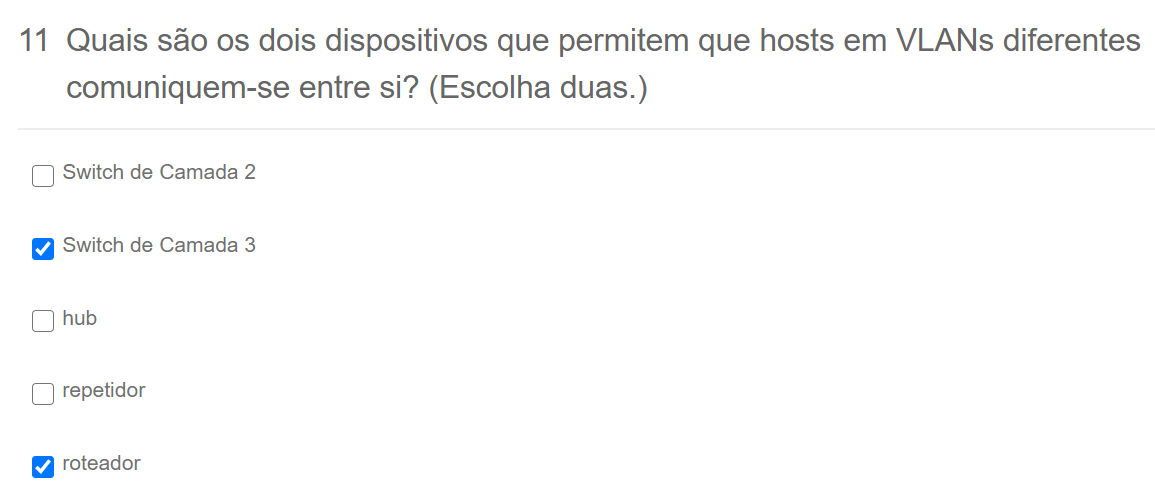 11 Quais são os dois dispositivos que permitem que hosts em VLANs diferentes
comuniquem-se entre si? (Escolha duas.)
Switch de Camada 2
Switch de Camada 3
hub
repetidor
roteador